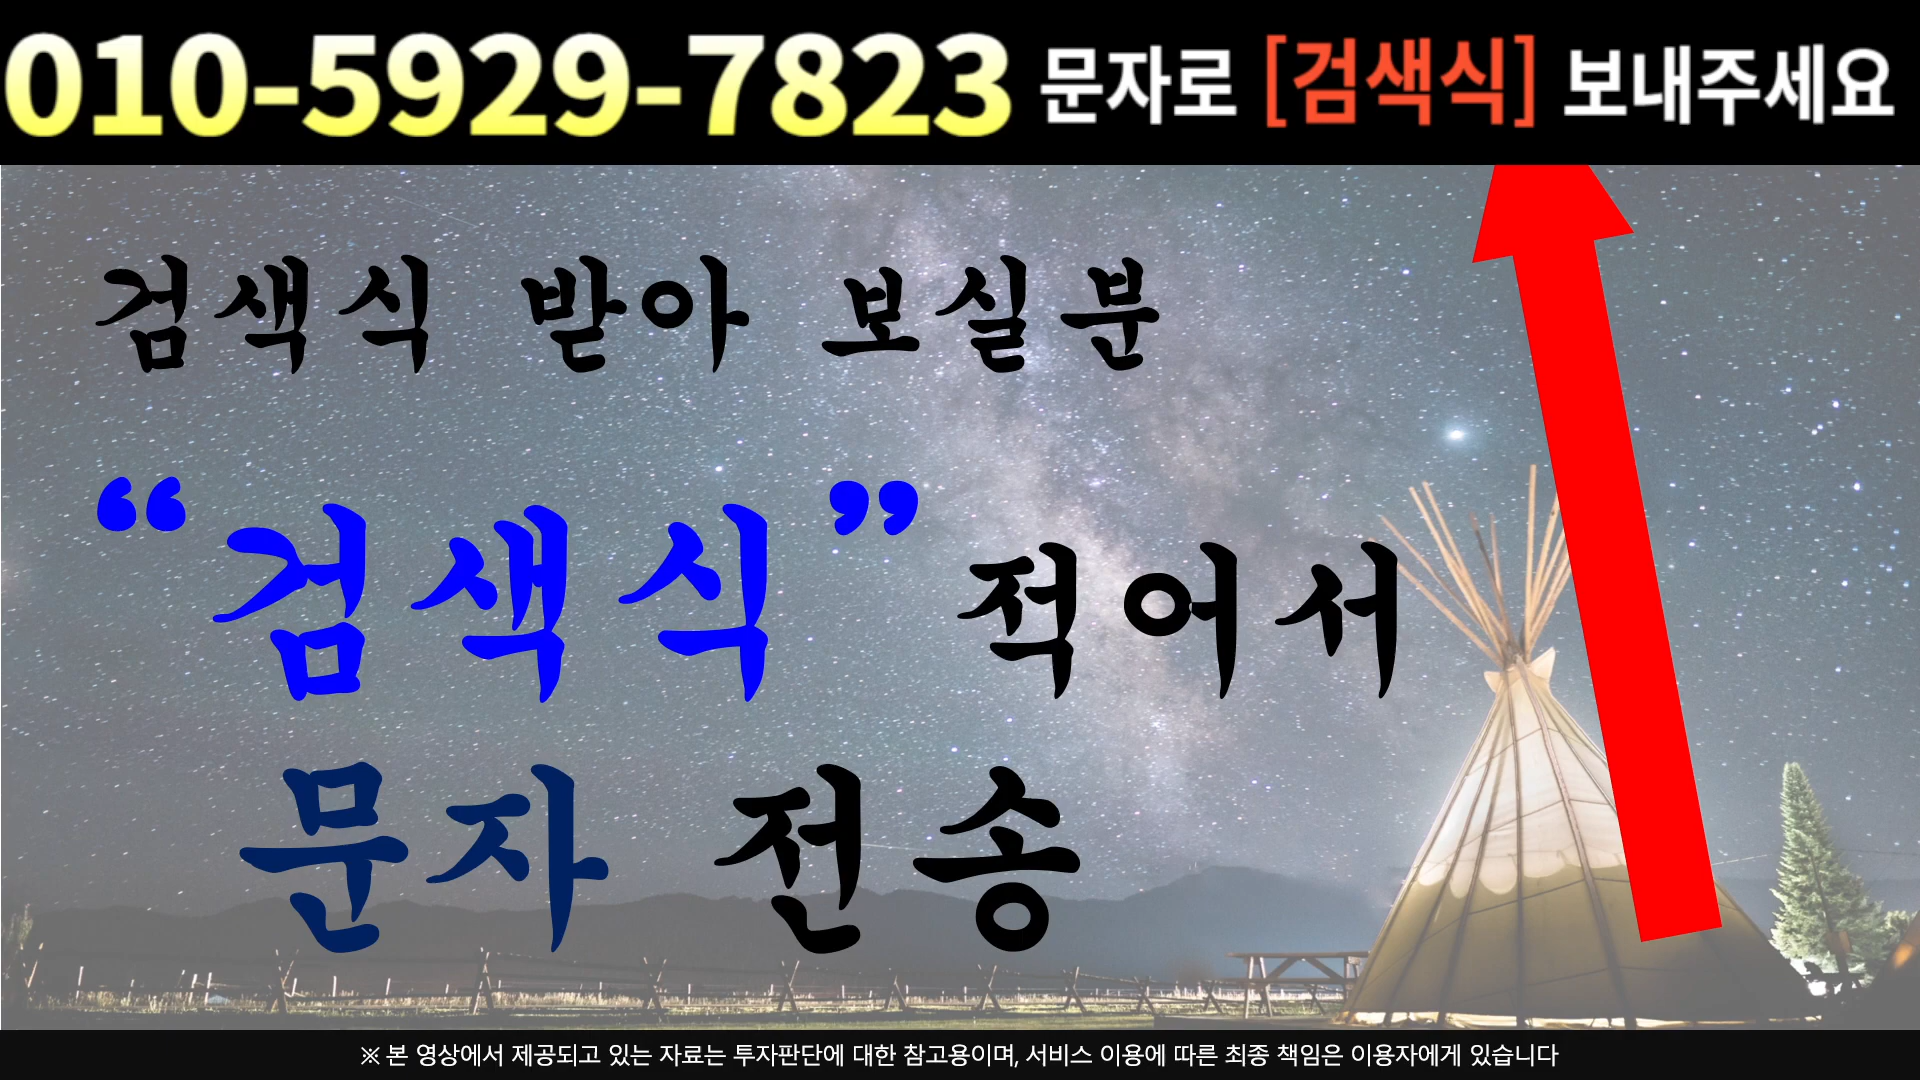 010-5929-7823 문자로 [검색식] 보내주세요
검색식 받아 보실분
“검색식” 적어서
문자 전송
※ 본 영상에서 제공되고 있는 자료는 투자판단에 대한 참고용이며, 서비스 이용에 따른 최종 책임은 이용자에게 있습니다